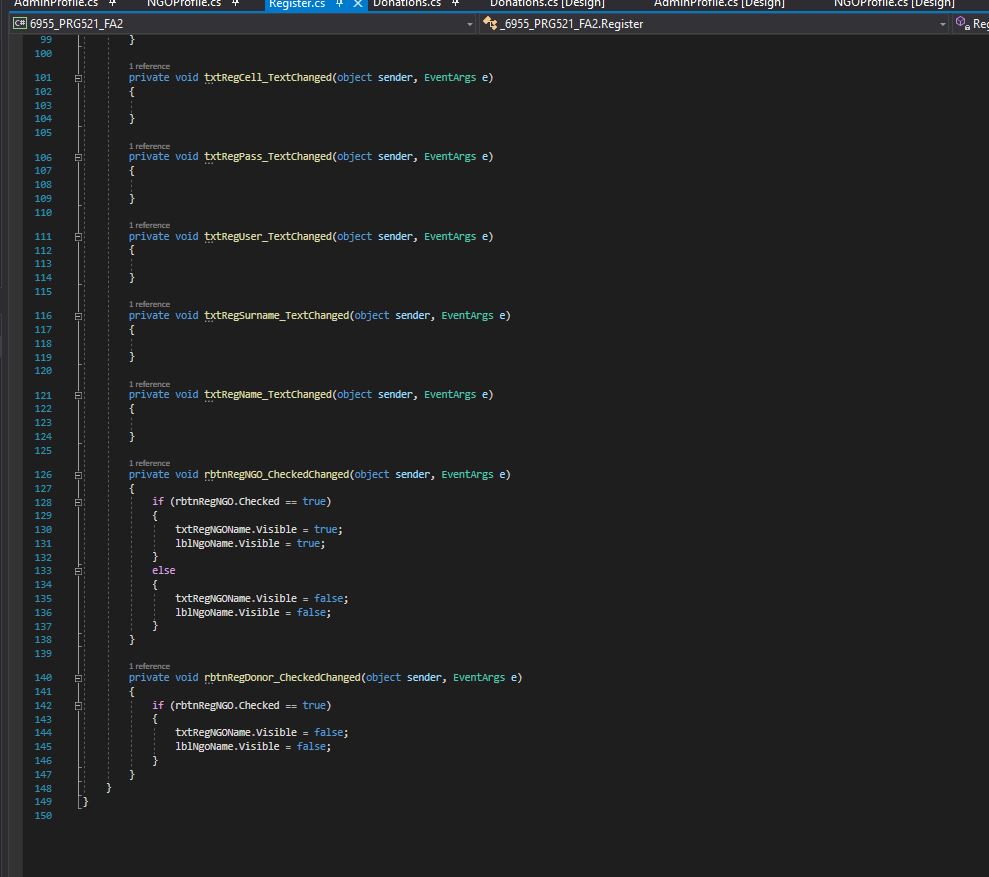 AdminProfile.cs NGOProfile.cs Register.cs Donations.cs Donations.cs [Design] AdminProfile.cs [Design] NGOProfile.cs [Design]
C# 6955_PRG521_FA2 _6955_PRG521_FA2.Register Reg
99 }
100
1 reference
101 private void txtRegCell_TextChanged(object sender, EventArgs e)
102 {
103
104 }
105
1 reference
106 private void txtRegPass_TextChanged(object sender, EventArgs e)
107 {
108
109 }
110
1 reference
111 private void txtRegUser_TextChanged(object sender, EventArgs e)
112 {
113
114 }
115
1 reference
116 private void txtRegSurname_TextChanged(object sender, EventArgs e)
117 {
118
119 }
120
1 reference
121 private void txtRegName_TextChanged(object sender, EventArgs e)
122 {
123
124 }
125
1 reference
126 private void rbtnRegNGO_CheckedChanged(object sender, EventArgs e)
127 {
128 if (rbtnRegNGO.Checked == true)
129 {
130 txtRegNGOName.Visible = true;
131 lblNgoName.Visible = true;
132 }
133 else
134 {
135 txtRegNGOName.Visible = false;
136 lblNgoName.Visible = false;
137 }
138 }
139
1 reference
140 private void rbtnRegDonor_CheckedChanged(object sender, EventArgs e)
141 {
142 if (rbtnRegNGO.Checked == true)
143 {
144 txtRegNGOName.Visible = false;
145 lblNgoName.Visible = false;
146 }
147 }
148 }
149 }
150